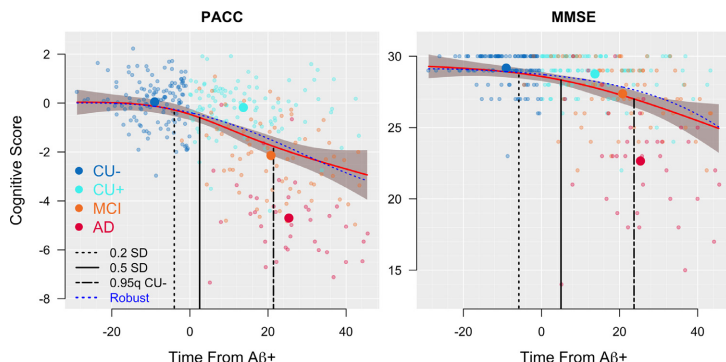 PACC
MMSE
Cognitive Score
2
0
-2
-4
-6
-8
CU-
CU+
MCI
AD
0.2 SD
0.5 SD
0.95q CU-
Robust
-20
0
20
40
Time From Aβ+
30
25
20
15
-20
0
20
40
Time From Aβ+